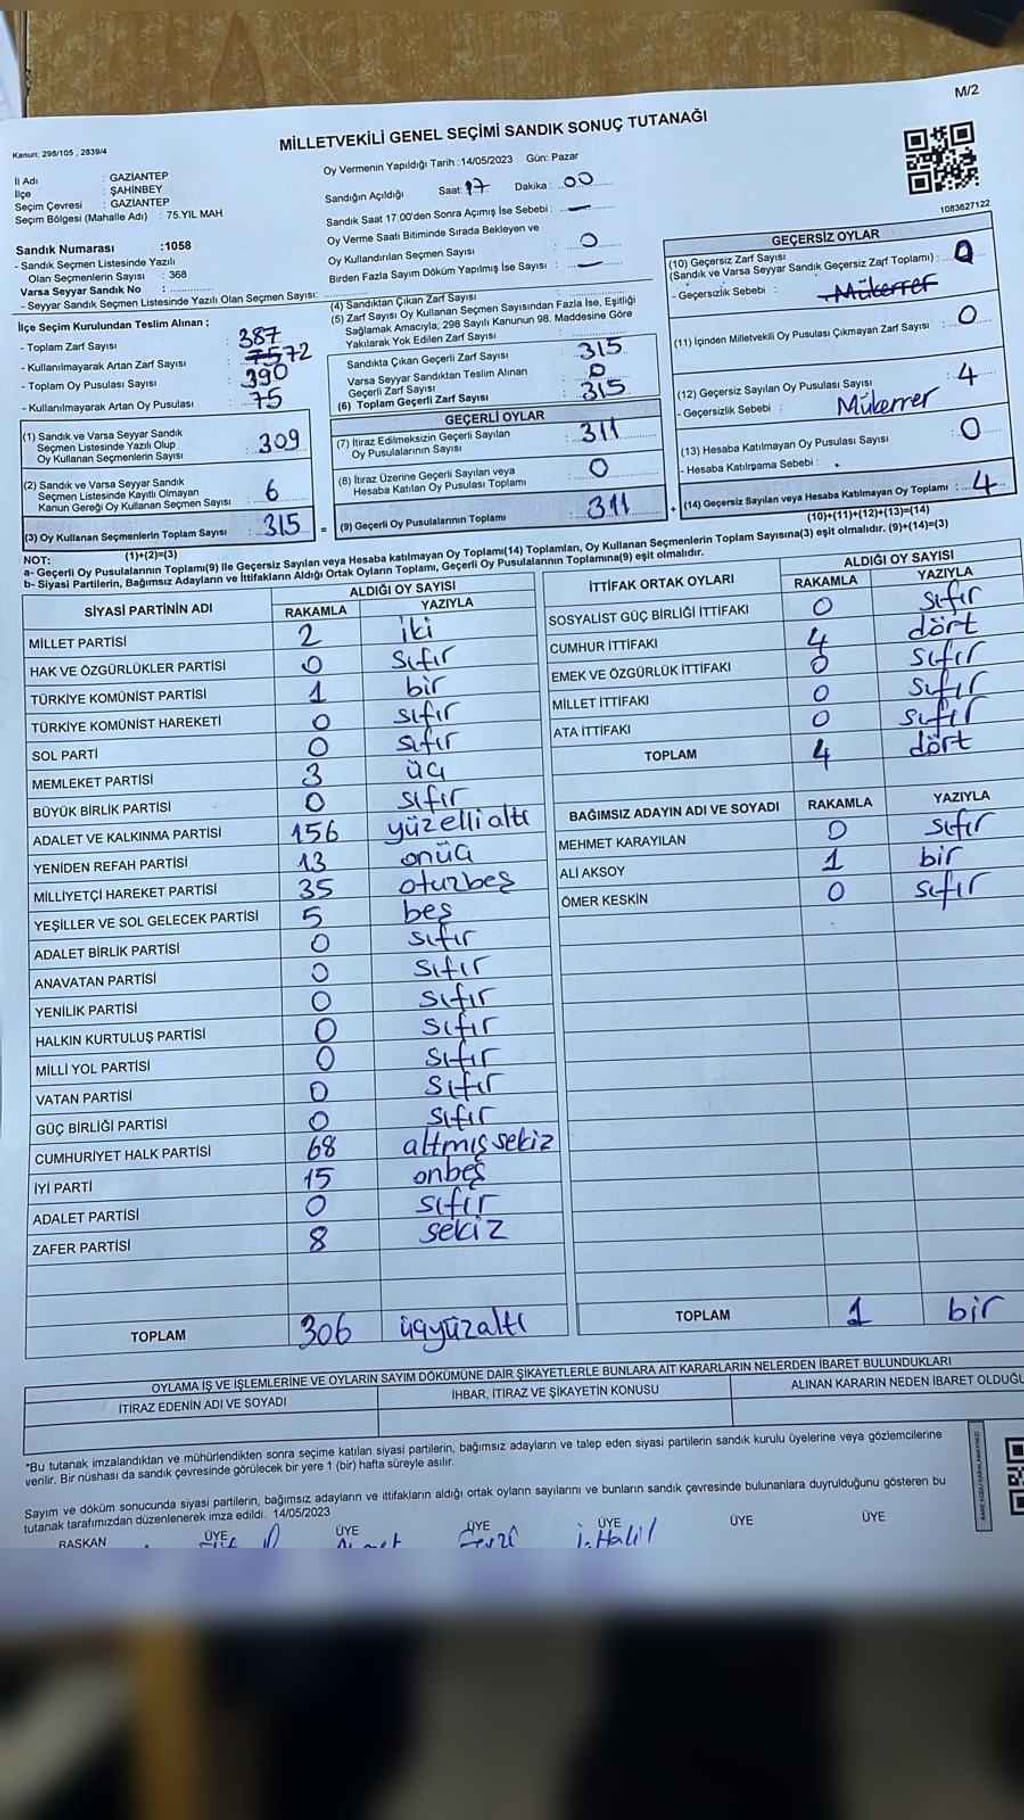 M/2
MİLLETVEKİLİ GENEL SEÇİMİ SANDIK SONUÇ TUTANAĞI
Kanun: 298/105 , 2839/4
İl Adı : GAZİANTEP
İlçe : ŞAHİNBEY
Seçim Çevresi : GAZİANTEP
Seçim Bölgesi (Mahalle Adı) : 75.YIL MAH
Sandık Numarası :1058
- Sandık Seçmen Listesinde Yazılı
Olan Seçmenlerin Sayısı : 368
Varsa Seyyar Sandık No :
- Seyyar Sandık Seçmen Listesinde Yazılı Olan Seçmen Sayısı:
Oy Vermenin Yapıldığı Tarih :14/05/2023 Gün: Pazar
Sandığın Açıldığı Saat: 17 Dakika : 00
Sandık Saat 17.00'den Sonra Açımış İse Sebebi : —
Oy Verme Saati Bitiminde Sırada Bekleyen ve
Oy Kullandırılan Seçmen Sayısı : 0
Birden Fazla Sayım Döküm Yapılmış İse Sayısı : —
1083627122
İlçe Seçim Kurulundan Teslim Alınan ;
- Toplam Zarf Sayısı : 387
- Kullanılmayarak Artan Zarf Sayısı : 72
- Toplam Oy Pusulası Sayısı : 390
- Kullanılmayarak Artan Oy Pusulası : 75
(1) Sandık ve Varsa Seyyar Sandık
Seçmen Listesinde Yazılı Olup
Oy Kullanan Seçmenlerin Sayısı : 309
(2) Sandık ve Varsa Seyyar Sandık
Seçmen Listesinde Kayıtlı Olmayan
Kanun Gereği Oy Kullanan Seçmen Sayısı : 6
(3) Oy Kullanan Seçmenlerin Toplam Sayısı : 315
(1)+(2)=(3)
(4) Sandıktan Çıkan Zarf Sayısı
(5) Zarf Sayısı Oy Kullanan Seçmen Sayısından Fazla İse, Eşitliği
Sağlamak Amacıyla, 298 Sayılı Kanunun 98. Maddesine Göre
Yakılarak Yok Edilen Zarf Sayısı
Sandıkta Çıkan Geçerli Zarf Sayısı : 315
Varsa Seyyar Sandıktan Teslim Alınan
Geçerli Zarf Sayısı : 0
(6) Toplam Geçerli Zarf Sayısı : 315
GEÇERLİ OYLAR
(7) İtiraz Edilmeksizin Geçerli Sayılan
Oy Pusulalarının Sayısı : 311
(8) İtiraz Üzerine Geçerli Sayılan veya
Hesaba Katılan Oy Pusulası Toplamı : 0
= (9) Geçerli Oy Pusulalarının Toplamı : 311
GEÇERSİZ OYLAR
(10) Geçersiz Zarf Sayısı
(Sandık ve Varsa Seyyar Sandık Geçersiz Zarf Toplamı) : 0
- Geçersizlik Sebebi : Mükerrer
(11) İçinden Milletvekili Oy Pusulası Çıkmayan Zarf Sayısı : 0
(12) Geçersiz Sayılan Oy Pusulası Sayısı : 4
- Geçersizlik Sebebi : Mükerrer
(13) Hesaba Katılmayan Oy Pusulası Sayısı : 0
- Hesaba Katılmama Sebebi :
+ (14) Geçersiz Sayılan veya Hesaba Katılmayan Oy Toplamı : 4
(10)+(11)+(12)+(13)=(14)
NOT:
a- Geçerli Oy Pusulalarının Toplamı(9) İle Geçersiz Sayılan veya Hesaba katılmayan Oy Toplamı(14) Toplamları, Oy Kullanan Seçmenlerin Toplam Sayısına(3) eşit olmalıdır. (9)+(14)=(3)
b- Siyasi Partilerin, Bağımsız Adayların ve İttifakların Aldığı Ortak Oyların Toplamı, Geçerli Oy Pusulalarının Toplamına(9) eşit olmalıdır.
SİYASİ PARTİNİN ADI ALDIĞI OY SAYISI
RAKAMLA YAZIYLA
MİLLET PARTİSİ 2 iki
HAK VE ÖZGÜRLÜKLER PARTİSİ 0 sıfır
TÜRKİYE KOMÜNİST PARTİSİ 1 bir
TÜRKİYE KOMÜNİST HAREKETİ 0 sıfır
SOL PARTİ 0 sıfır
MEMLEKET PARTİSİ 3 üç
BÜYÜK BİRLİK PARTİSİ 0 sıfır
ADALET VE KALKINMA PARTİSİ 156 yüzelli altı
YENİDEN REFAH PARTİSİ 13 onüç
MİLLİYETÇİ HAREKET PARTİSİ 35 oturbeş
YEŞİLLER VE SOL GELECEK PARTİSİ 5 beş
ADALET BİRLİK PARTİSİ 0 sıfır
ANAVATAN PARTİSİ 0 sıfır
YENİLİK PARTİSİ 0 sıfır
HALKIN KURTULUŞ PARTİSİ 0 sıfır
MİLLİ YOL PARTİSİ 0 sıfır
VATAN PARTİSİ 0 sıfır
GÜÇ BİRLİĞİ PARTİSİ 0 sıfır
CUMHURİYET HALK PARTİSİ 68 altmış sekiz
İYİ PARTİ 15 onbeş
ADALET PARTİSİ 0 sıfır
ZAFER PARTİSİ 8 sekiz
TOPLAM 306 üçyüzaltı
İTTİFAK ORTAK OYLARI ALDIĞI OY SAYISI
RAKAMLA YAZIYLA
SOSYALİST GÜÇ BİRLİĞİ İTTİFAKI 0 sıfır
CUMHUR İTTİFAKI 4 dört
EMEK VE ÖZGÜRLÜK İTTİFAKI 0 sıfır
MİLLET İTTİFAKI 0 sıfır
ATA İTTİFAKI 0 sıfır
TOPLAM 4 dört
BAĞIMSIZ ADAYIN ADI VE SOYADI RAKAMLA YAZIYLA
MEHMET KARAYILAN 0 sıfır
ALİ AKSOY 1 bir
ÖMER KESKİN 0 sıfır
TOPLAM 1 bir
OYLAMA İŞ VE İŞLEMLERİNE VE OYLARIN SAYIM DÖKÜMÜNE DAİR ŞİKAYETLERLE BUNLARA AİT KARARLARIN NELERDEN İBARET BULUNDUKLARI
İTİRAZ EDENİN ADI VE SOYADI İHBAR, İTİRAZ VE ŞİKAYETİN KONUSU ALINAN KARARIN NEDEN İBARET OLDUĞU
*Bu tutanak imzalandıktan ve mühürlendikten sonra seçime katılan siyasi partilerin, bağımsız adayların ve talep eden siyasi partilerin sandık kurulu üyelerine veya gözlemcilerine
verilir. Bir nüshası da sandık çevresinde görülecek bir yere 1 (bir) hafta süreyle asılır.
Sayım ve döküm sonucunda siyasi partilerin, bağımsız adayların ve ittifakların aldığı ortak oyların sayılarını ve bunların sandık çevresinde bulunanlara duyrulduğunu gösteren bu
tutanak tarafımızdan düzenlenerek imza edildi. 14/05/2023
BAŞKAN ÜYE ÜYE ÜYE ÜYE ÜYE ÜYE
i. Halil